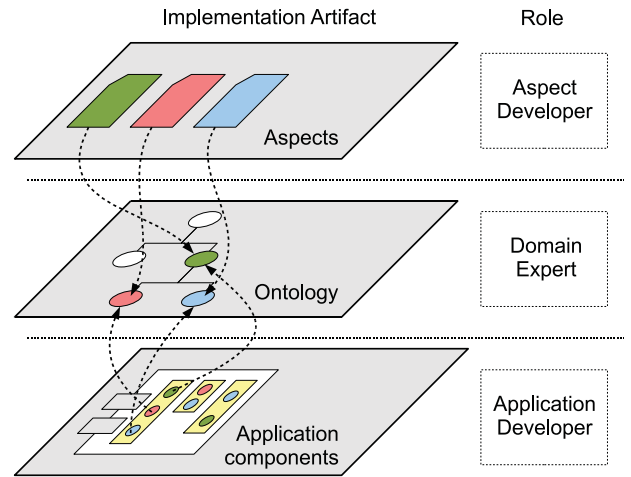 Implementation Artifact
Role
Aspects
Aspect
Developer
Ontology
Domain
Expert
Application
components
Application
Developer